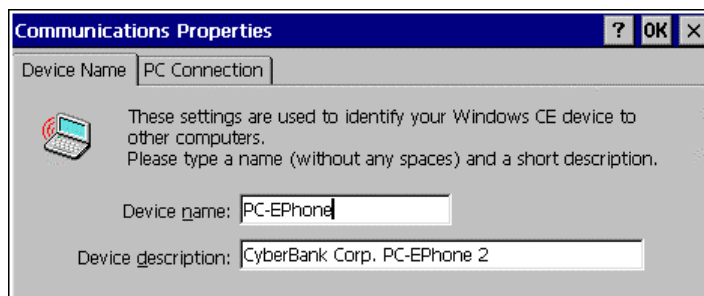 Communications Properties ? OK ×
Device Name PC Connection
These settings are used to identify your Windows CE device to
other computers.
Please type a name (without any spaces) and a short description.
Device name: PC-EPhone
Device description: CyberBank Corp. PC-EPhone 2